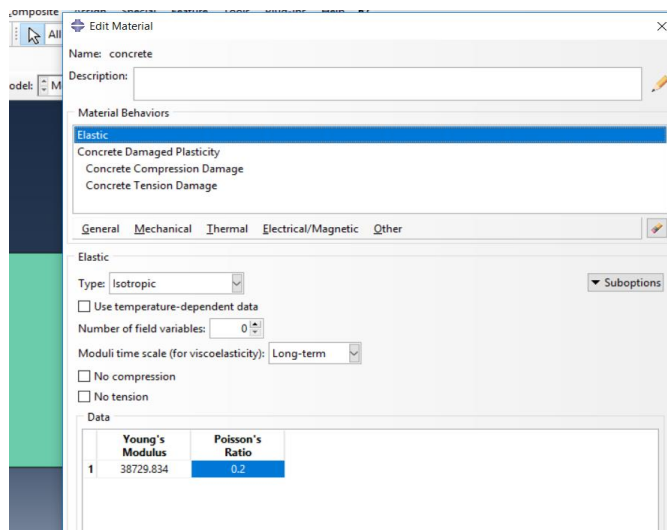 Edit Material
All
Name: concrete
Description:
odel:
Material Behaviors
Elastic
Concrete Damaged Plasticity
Concrete Compression Damage
Concrete Tension Damage
General Mechanical Thermal Electrical/Magnetic Other
Elastic
Type: Isotropic
Suboptions
Use temperature-dependent data
Number of field variables: 0
Moduli time scale (for viscoelasticity): Long-term
No compression
No tension
Data
Young's Modulus Poisson's Ratio
1 38729.834 0.2